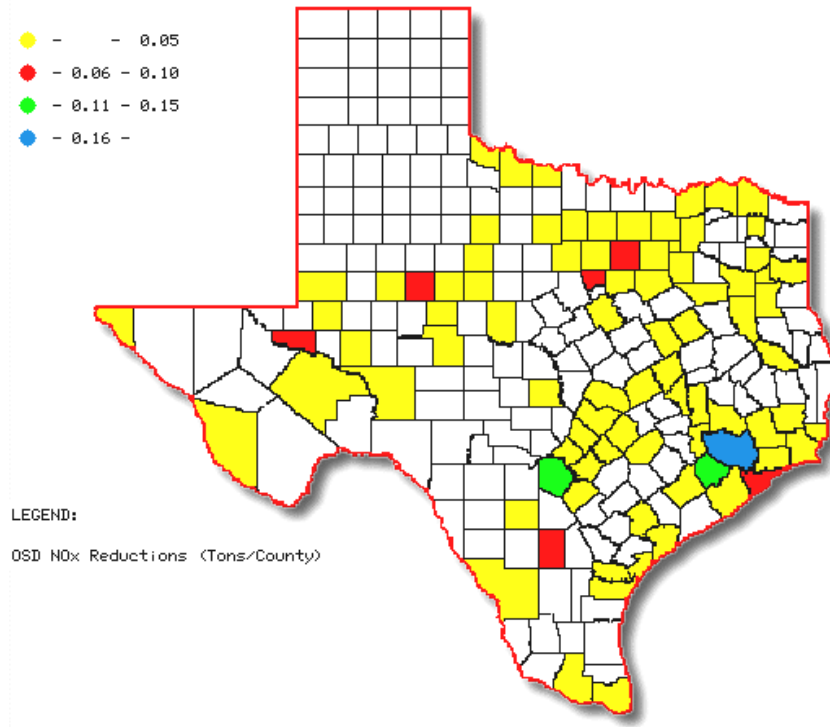 - - 0.05
- 0.06 - 0.10
- 0.11 - 0.15
- 0.16 -
LEGEND:
OSD NOx Reductions (Tons/County)